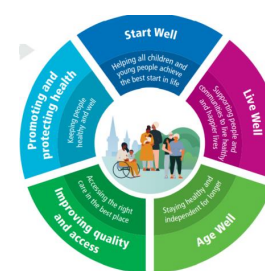 Start Well
Helping all children and
young people achieve
the best start in life
Live Well
Supporting people and
communities to live healthy
and happier lives
Age Well
Staying healthy and
independent for longer
Improving quality
and access
Accessing the right
care in the best place
Promoting and
protecting health
Keeping people
healthy and well